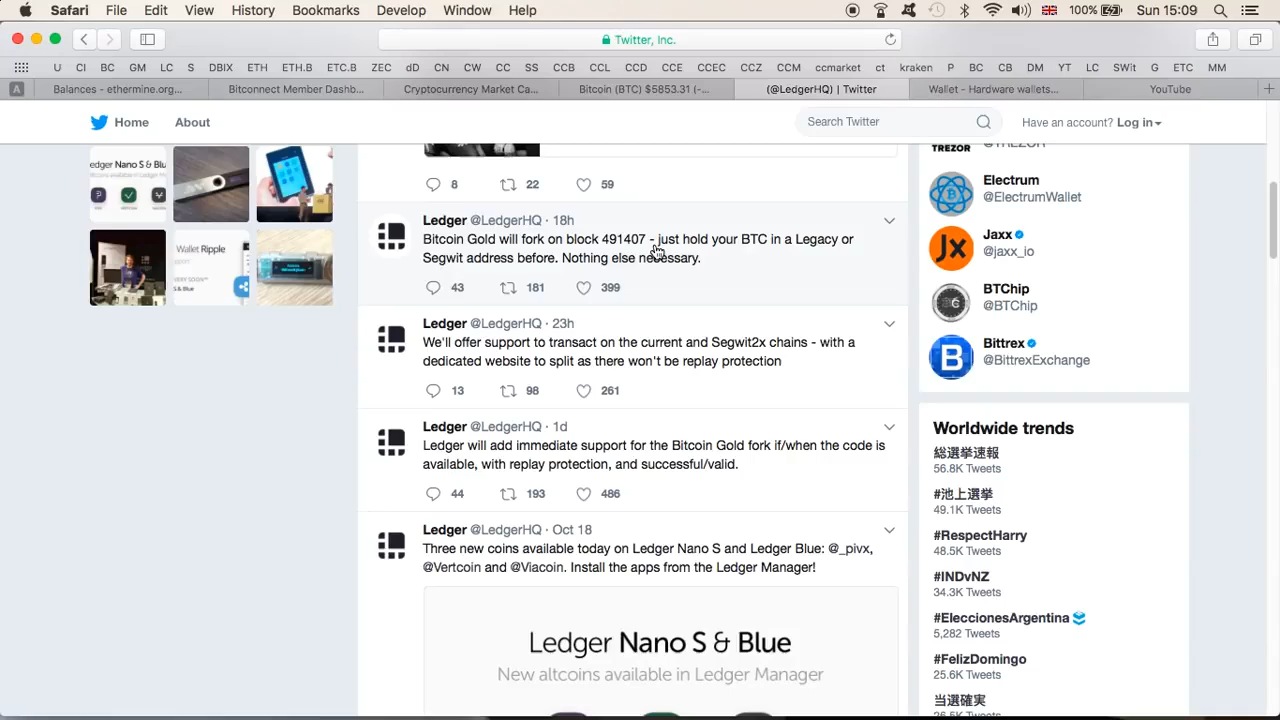 Safari File Edit View History Bookmarks Develop Window Help 100% Sun 15:09
Twitter, Inc.
U CI BC GM LC S DBIX ETH ETH.B ETC.B ZEC dD CN CW CC SS CCB CCL CCD CCE CCEC CCZ CCM ccmarket ct kraken P BC CB DM YT LC SWit G ETC MM
A Balances - ethermine.org... Bitconnect Member Dashb... Cryptocurrency Market Ca... Bitcoin (BTC) $5853.31 (-... (@LedgerHQ) | Twitter Wallet - Hardware wallets... YouTube +
Home About Search Twitter Have an account? Log in
edger Nano S & Blue
Wallet Ripple
8 22 59
Ledger @LedgerHQ · 18h
Bitcoin Gold will fork on block 491407 - just hold your BTC in a Legacy or
Segwit address before. Nothing else necessary.
43 181 399
Ledger @LedgerHQ · 23h
We'll offer support to transact on the current and Segwit2x chains - with a
dedicated website to split as there won't be replay protection
13 98 261
Ledger @LedgerHQ · 1d
Ledger will add immediate support for the Bitcoin Gold fork if/when the code is
available, with replay protection, and successful/valid.
44 193 486
Ledger @LedgerHQ · Oct 18
Three new coins available today on Ledger Nano S and Ledger Blue: @_pivx,
@Vertcoin and @Viacoin. Install the apps from the Ledger Manager!
Ledger Nano S & Blue
New altcoins available in Ledger Manager
TREZOR
@TREZOR
Electrum
@ElectrumWallet
Jaxx
@jaxx_io
BTChip
@BTChip
Bittrex
@BittrexExchange
Worldwide trends
総選挙速報
56.8K Tweets
#池上選挙
49.1K Tweets
#RespectHarry
48.5K Tweets
#INDvNZ
34.3K Tweets
#EleccionesArgentina
5,282 Tweets
#FelizDomingo
25.6K Tweets
当選確実
26.5K Tweets